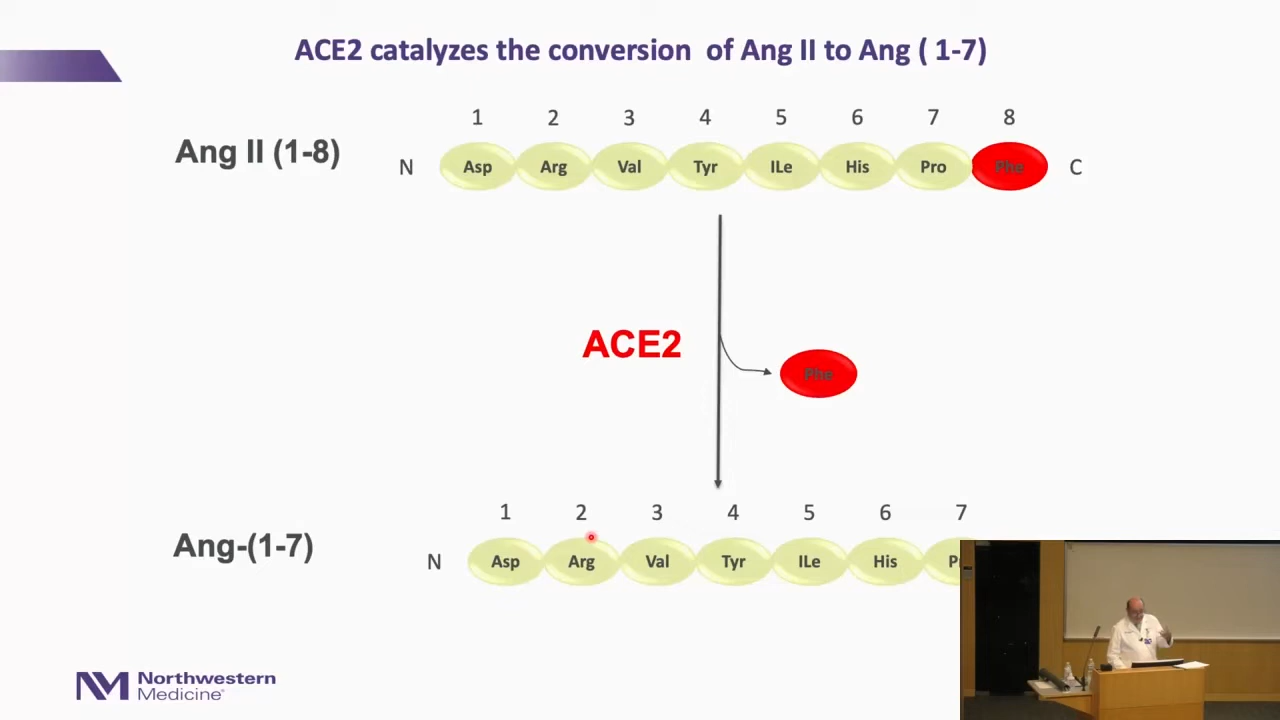 ACE2 catalyzes the conversion of Ang II to Ang ( 1-7)
1 2 3 4 5 6 7 8
Ang II (1-8)
N Asp Arg Val Tyr ILe His Pro Phe C
ACE2
Phe
1 2 3 4 5 6 7
Ang-(1-7)
N Asp Arg Val Tyr ILe His
Northwestern
Medicine